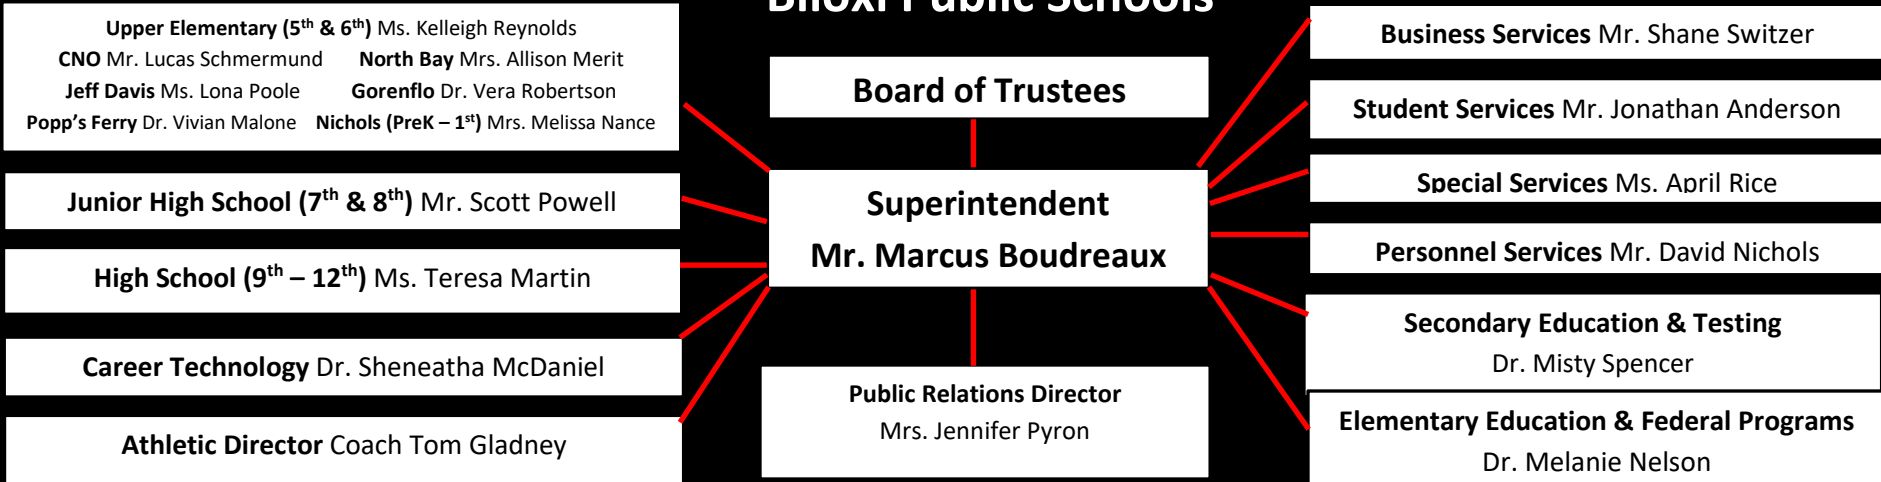 Biloxi Public Schools
Upper Elementary (5th & 6th) Ms. Kelleigh Reynolds
CNO Mr. Lucas Schmermund North Bay Mrs. Allison Merit
Jeff Davis Ms. Lona Poole Gorenflo Dr. Vera Robertson
Popp's Ferry Dr. Vivian Malone Nichols (PreK – 1st) Mrs. Melissa Nance
Junior High School (7th & 8th) Mr. Scott Powell
High School (9th – 12th) Ms. Teresa Martin
Career Technology Dr. Sheneatha McDaniel
Athletic Director Coach Tom Gladney
Board of Trustees
Superintendent
Mr. Marcus Boudreaux
Public Relations Director
Mrs. Jennifer Pyron
Business Services Mr. Shane Switzer
Student Services Mr. Jonathan Anderson
Special Services Ms. April Rice
Personnel Services Mr. David Nichols
Secondary Education & Testing
Dr. Misty Spencer
Elementary Education & Federal Programs
Dr. Melanie Nelson